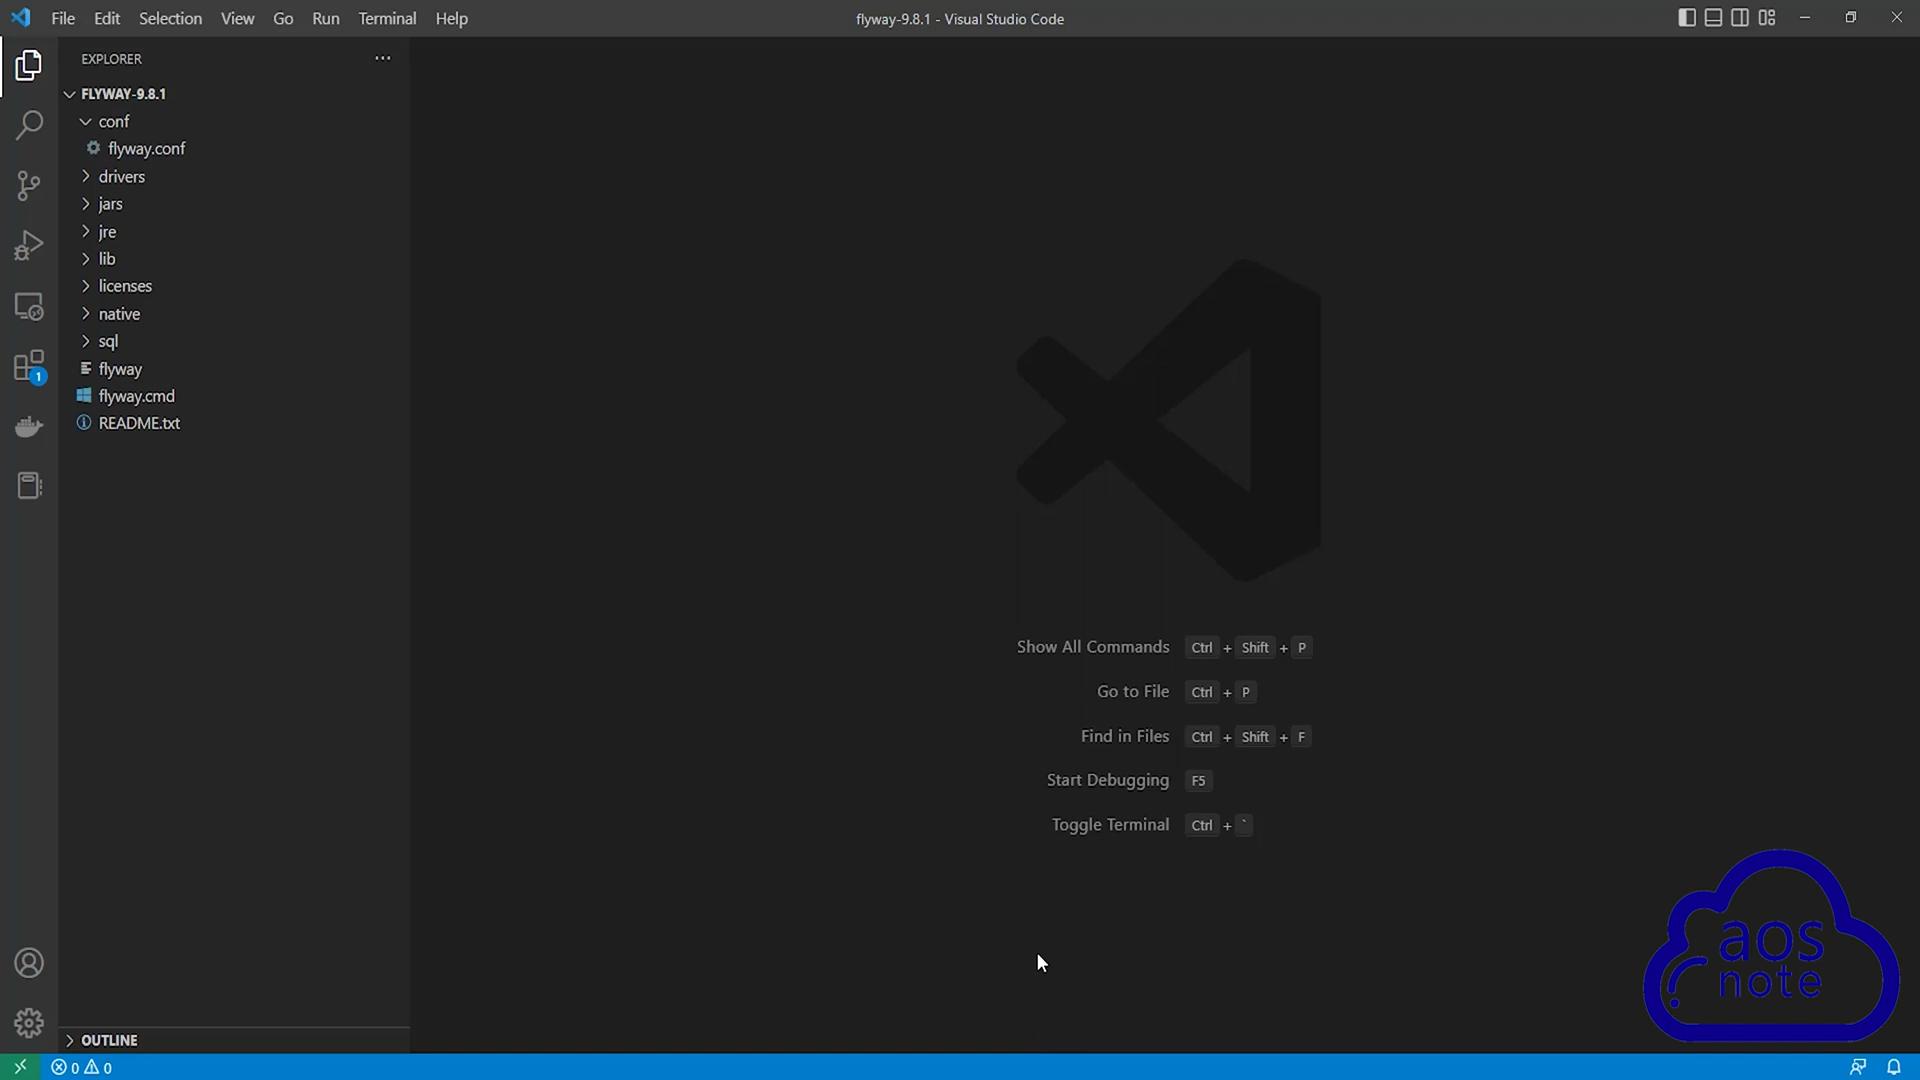 File Edit Selection View Go Run Terminal Help
flyway-9.8.1 - Visual Studio Code
EXPLORER
FLYWAY-9.8.1
conf
flyway.conf
drivers
jars
jre
lib
licenses
native
sql
flyway
flyway.cmd
README.txt
1
Show All Commands Ctrl + Shift + P
Go to File Ctrl + P
Find in Files Ctrl + Shift + F
Start Debugging F5
Toggle Terminal Ctrl + `
aos
note
OUTLINE
0 0